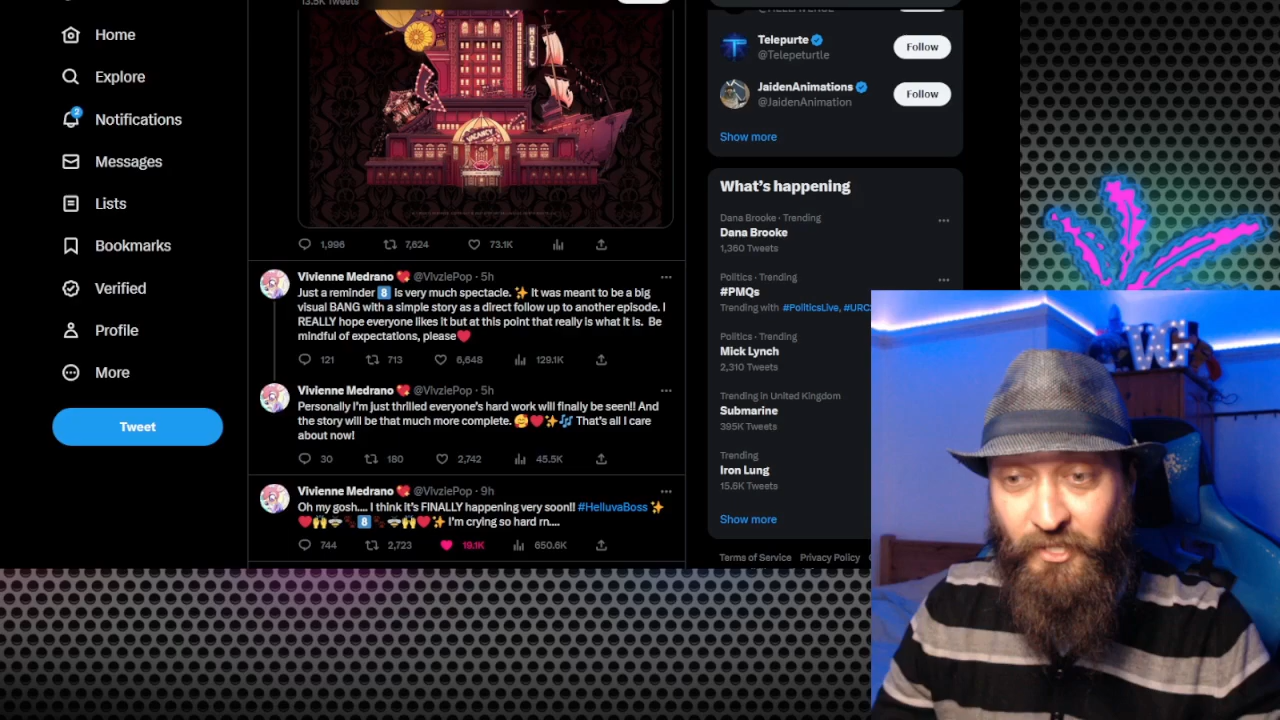 13.5K Tweets
Home
Explore
2
Notifications
Messages
Lists
Bookmarks
Verified
Profile
More
Tweet
HOTEL
VACANCY
1,996 7,624 73.1K
Vivienne Medrano 💖 @VivziePop · 5h
Just a reminder 8️⃣ is very much spectacle. ✨ It was meant to be a big
visual BANG with a simple story as a direct follow up to another episode. I
REALLY hope everyone likes it but at this point that really is what it is. Be
mindful of expectations, please❤️
121 713 6,648 129.1K
Vivienne Medrano 💖 @VivziePop · 5h
Personally I'm just thrilled everyone's hard work will finally be seen!! And
the story will be that much more complete. 🥰❤️✨🎶 That's all I care
about now!
30 180 2,742 45.5K
Vivienne Medrano 💖 @VivziePop · 9h
Oh my gosh.... I think it's FINALLY happening very soon!! #HelluvaBoss ✨
I'm crying so hard rn....
744 2,723 19.1K 650.6K
Telepurte
@Telepeturtle
Follow
JaidenAnimations
@JaidenAnimation
Follow
Show more
What's happening
Dana Brooke · Trending
Dana Brooke
1,360 Tweets
Politics · Trending
#PMQs
Trending with #PoliticsLive, #URC
Politics · Trending
Mick Lynch
2,310 Tweets
Trending in United Kingdom
Submarine
395K Tweets
Trending
Iron Lung
15.6K Tweets
Show more
Terms of Service Privacy Policy
WG